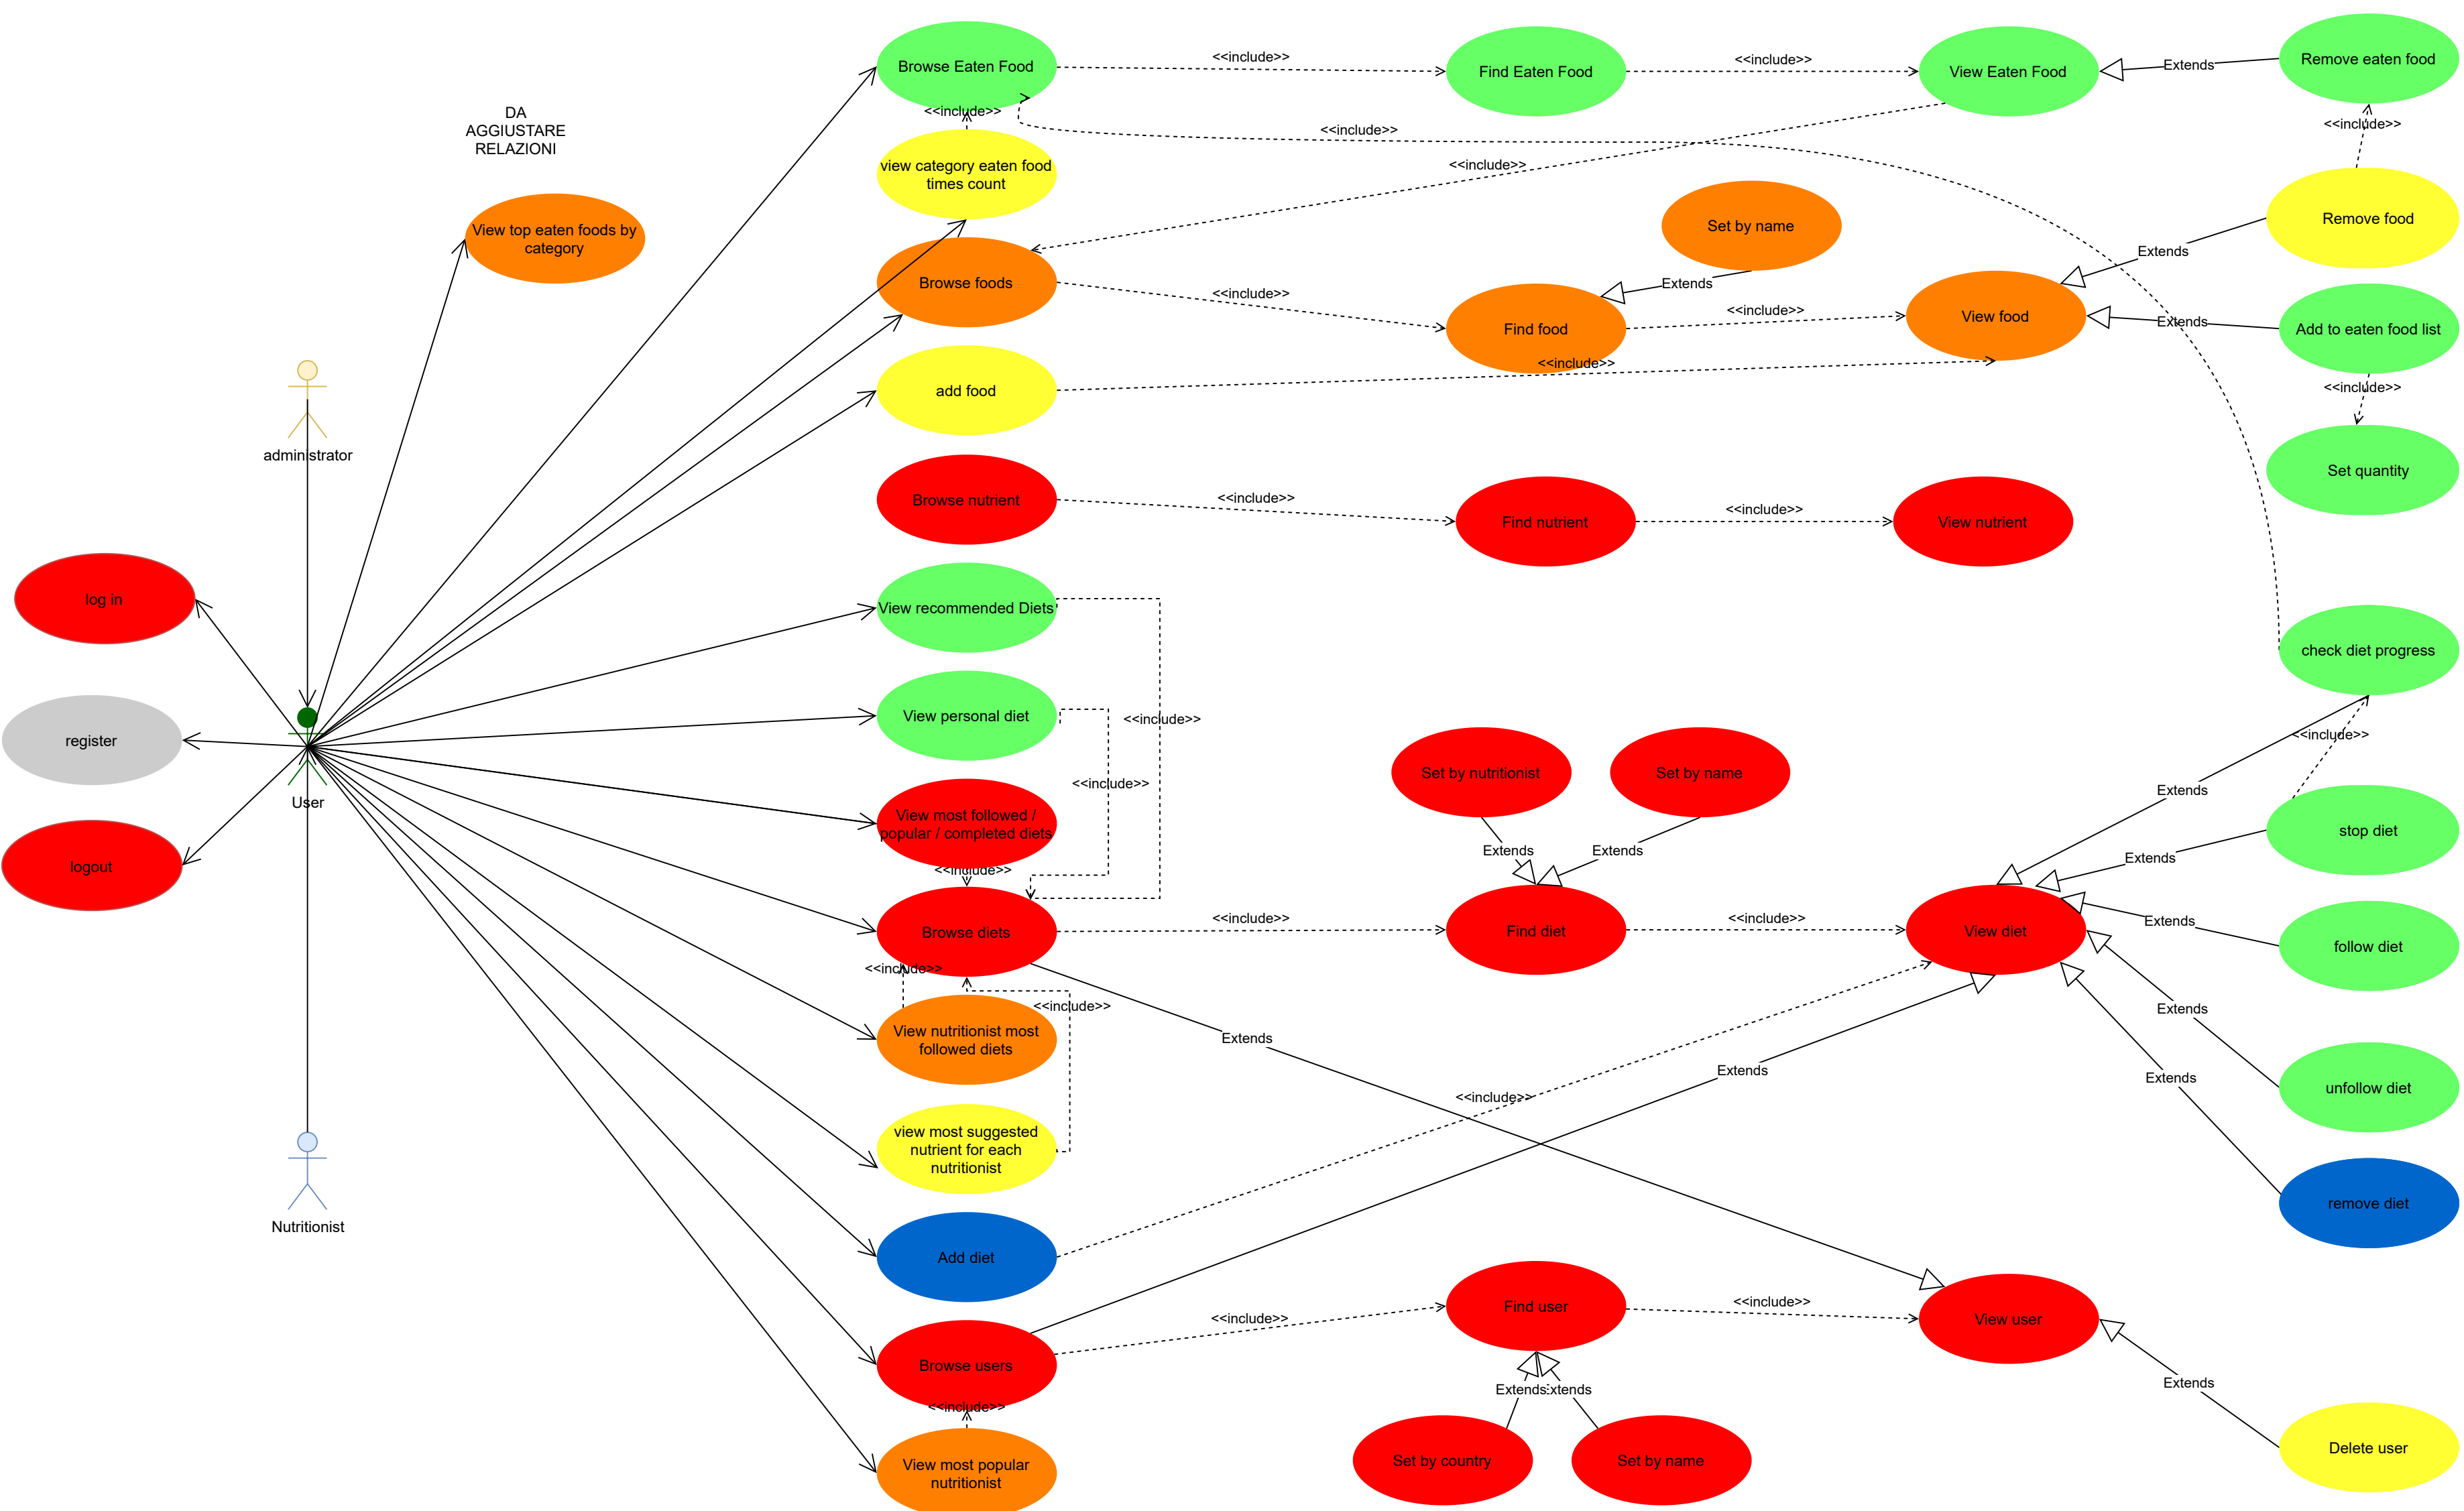 Browse Eaten Food
<<include>>
Find Eaten Food
<<include>>
View Eaten Food
Extends
Remove eaten food
<<include>>
DA
AGGIUSTARE
RELAZIONI
<<include>>
<<include>>
<<include>>
view category eaten food
times count
View top eaten foods by
category
Set by name
Remove food
Extends
Browse foods
<<include>>
Extends
Find food
<<include>>
View food
Extends
Add to eaten food list
<<include>>
add food
<<include>>
administrator
Set quantity
Browse nutrient
<<include>>
Find nutrient
<<include>>
View nutrient
log in
View recommended Diets
<<include>>
check diet progress
register
View personal diet
<<include>>
<<include>>
User
Set by nutritionist
Set by name
Extends
View most followed /
popular / completed diets
<<include>>
Extends
Extends
stop diet
Extends
logout
Browse diets
<<include>>
Find diet
<<include>>
View diet
Extends
follow diet
<<include>>
<<include>>
View nutritionist most
followed diets
Extends
Extends
<<include>>
Extends
unfollow diet
Extends
view most suggested
nutrient for each
nutritionist
Nutritionist
Add diet
remove diet
Browse users
<<include>>
Find user
<<include>>
View user
<<include>>
Extends
Extends
Extends
View most popular
nutritionist
Set by country
Set by name
Delete user